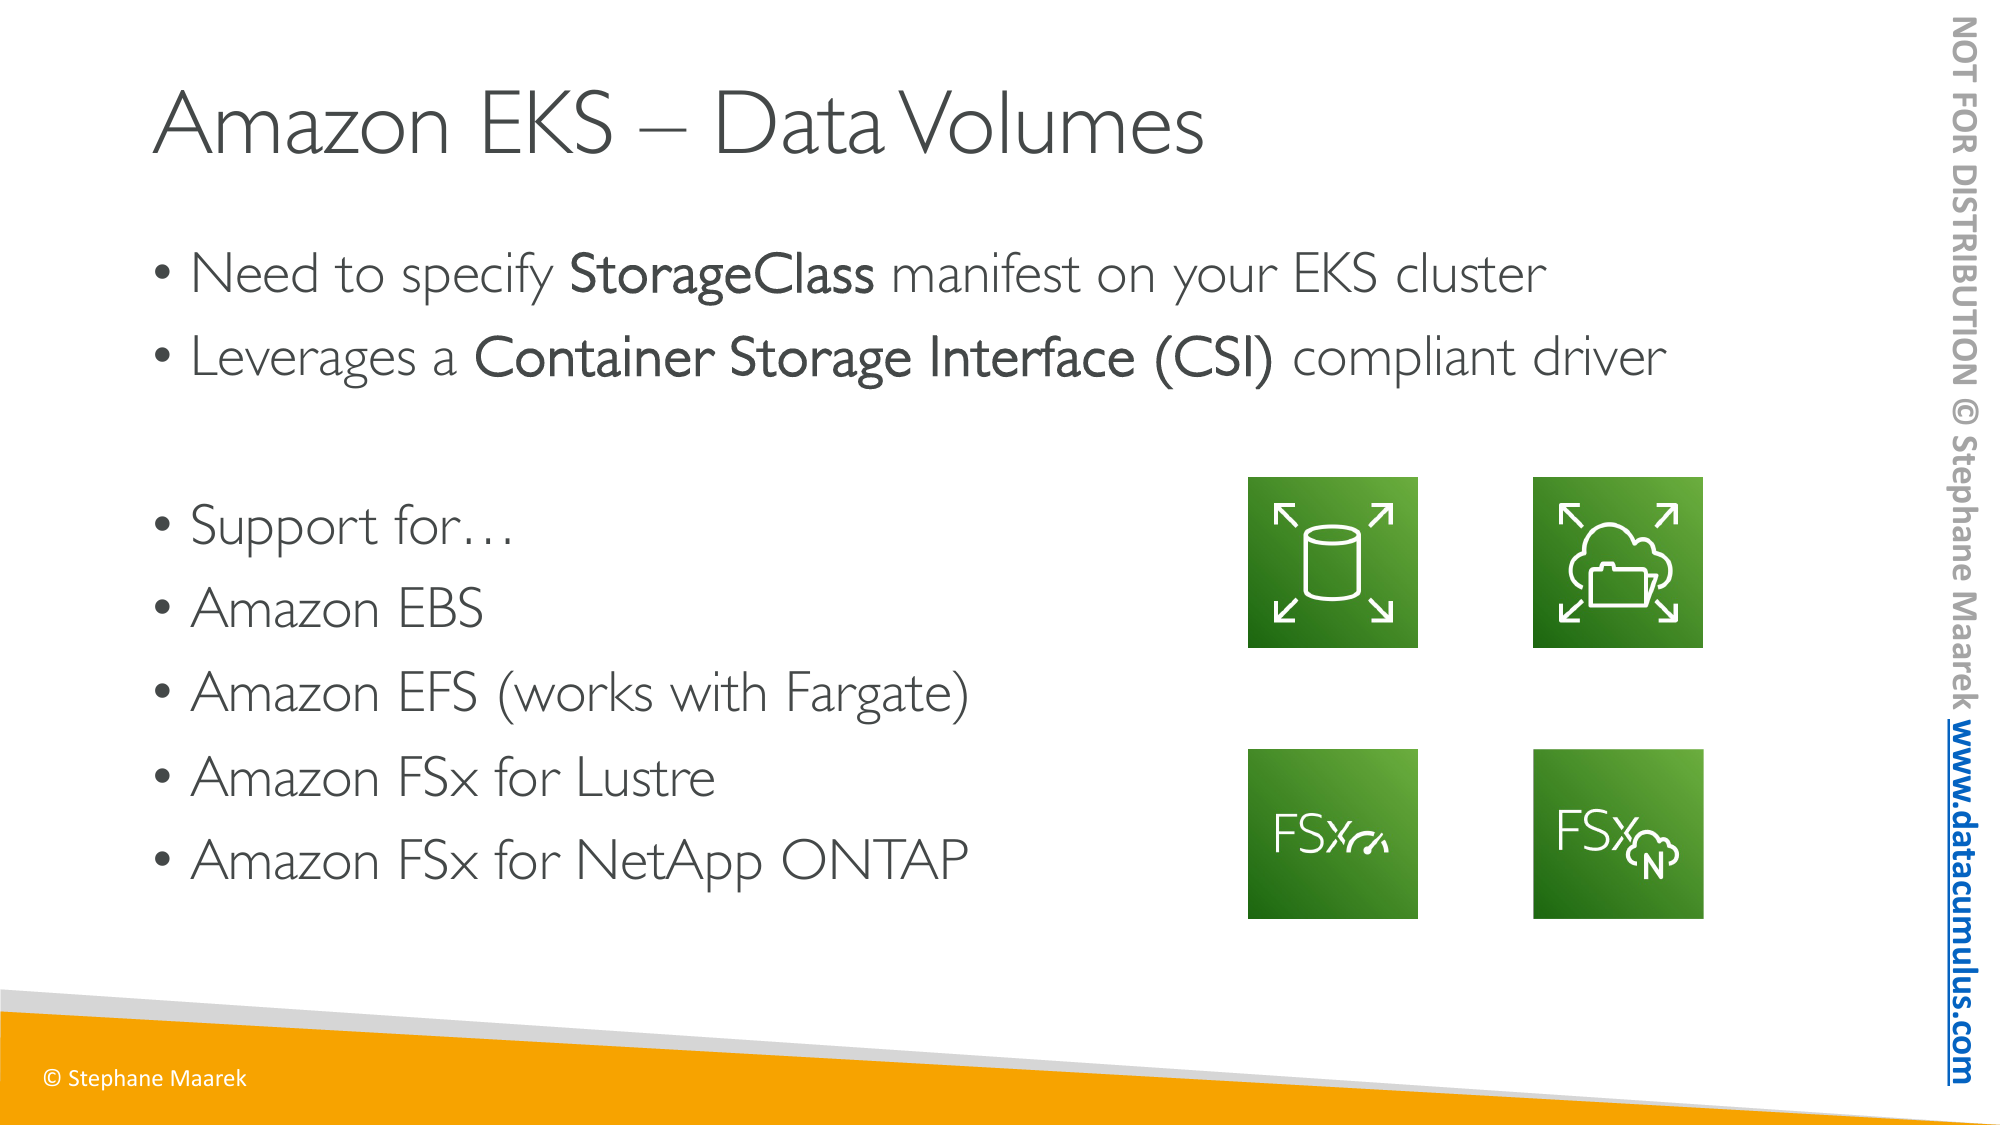 Amazon EKS – Data Volumes
• Need to specify StorageClass manifest on your EKS cluster
• Leverages a Container Storage Interface (CSI) compliant driver
• Support for…
• Amazon EBS
• Amazon EFS (works with Fargate)
• Amazon FSx for Lustre
• Amazon FSx for NetApp ONTAP
FSx
FSx N
© Stephane Maarek
NOT FOR DISTRIBUTION © Stephane Maarek www.datacumulus.com